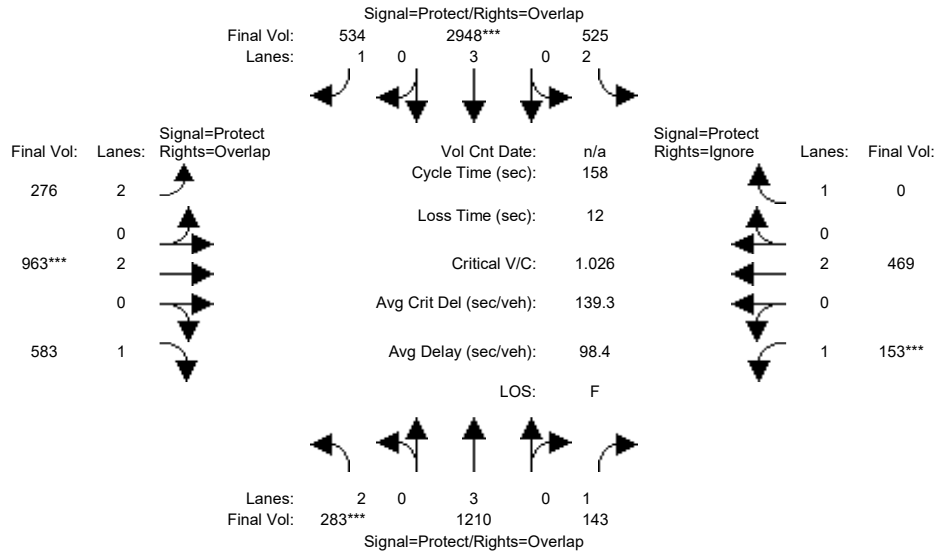 Signal=Protect/Rights=Overlap
Final Vol: 534 2948*** 525
Lanes: 1 0 3 0 2
Signal=Protect Signal=Protect
Final Vol: Lanes: Rights=Overlap Vol Cnt Date: n/a Rights=Ignore Lanes: Final Vol:
Cycle Time (sec): 158
276 2 1 0
Loss Time (sec): 12
0 0
963*** 2 Critical V/C: 1.026 2 469
0 Avg Crit Del (sec/veh): 139.3 0
583 1 Avg Delay (sec/veh): 98.4 1 153***
LOS: F
Lanes: 2 0 3 0 1
Final Vol: 283*** 1210 143
Signal=Protect/Rights=Overlap